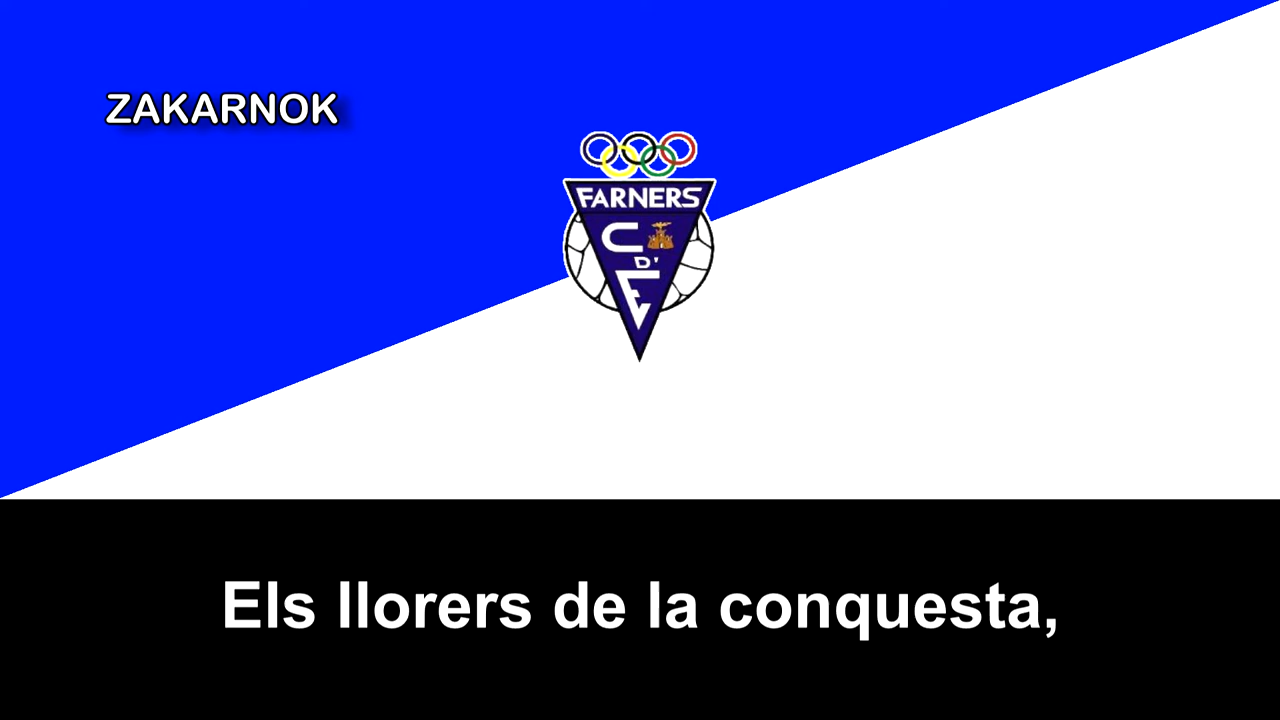 ZAKARNOK
FARNERS
C
D'
E
Els llorers de la conquesta,